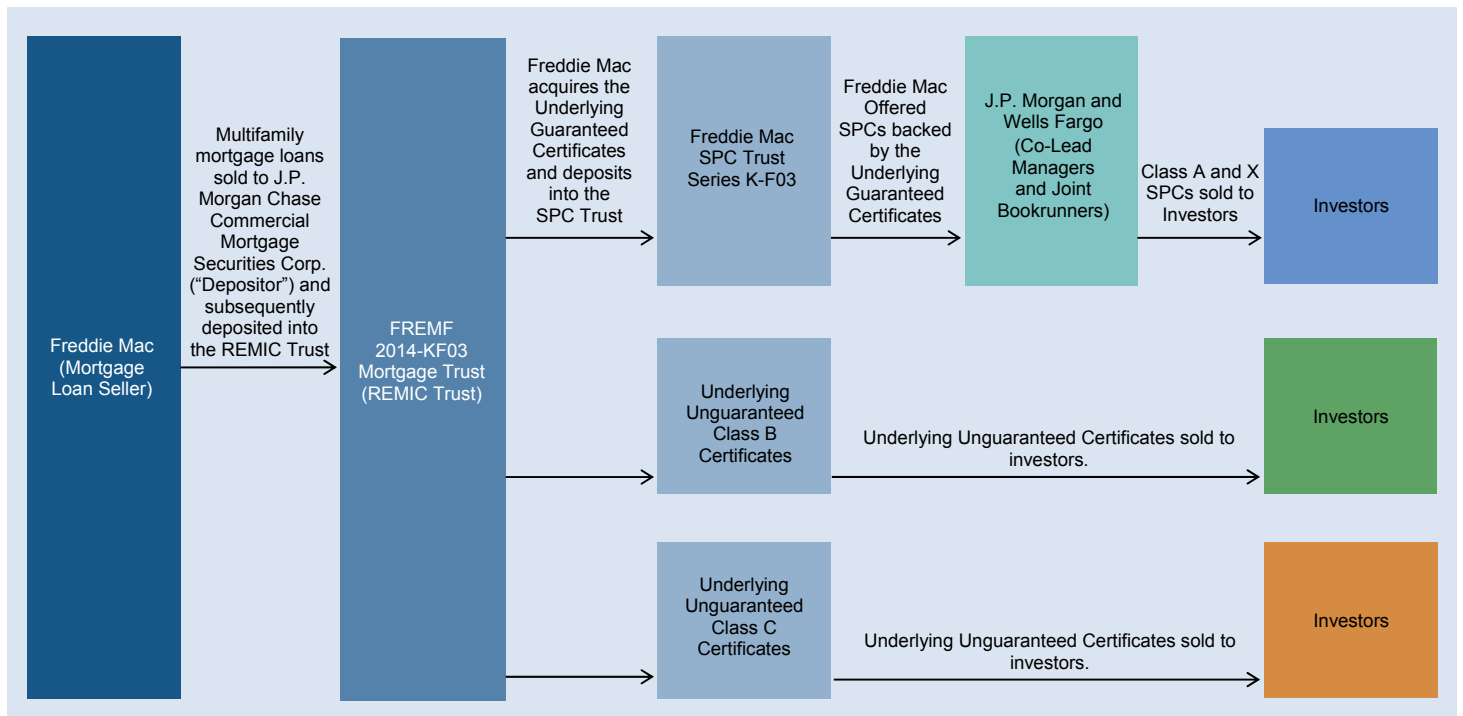 Freddie Mac
(Mortgage
Loan Seller)
Multifamily
mortgage loans
sold to J.P.
Morgan Chase
Commercial
Mortgage
Securities Corp.
(“Depositor”) and
subsequently
deposited into
the REMIC Trust
FREMF
2014-KF03
Mortgage Trust
(REMIC Trust)
Freddie Mac
acquires the
Underlying
Guaranteed
Certificates
and deposits
into the
SPC Trust
Freddie Mac
SPC Trust
Series K-F03
Freddie Mac
Offered
SPCs backed
by the
Underlying
Guaranteed
Certificates
J.P. Morgan and
Wells Fargo
(Co-Lead
Managers
and Joint
Bookrunners)
Class A and X
SPCs sold to
Investors
Investors
Underlying
Unguaranteed
Class B
Certificates
Underlying Unguaranteed Certificates sold to
investors.
Investors
Underlying
Unguaranteed
Class C
Certificates
Underlying Unguaranteed Certificates sold to
investors.
Investors